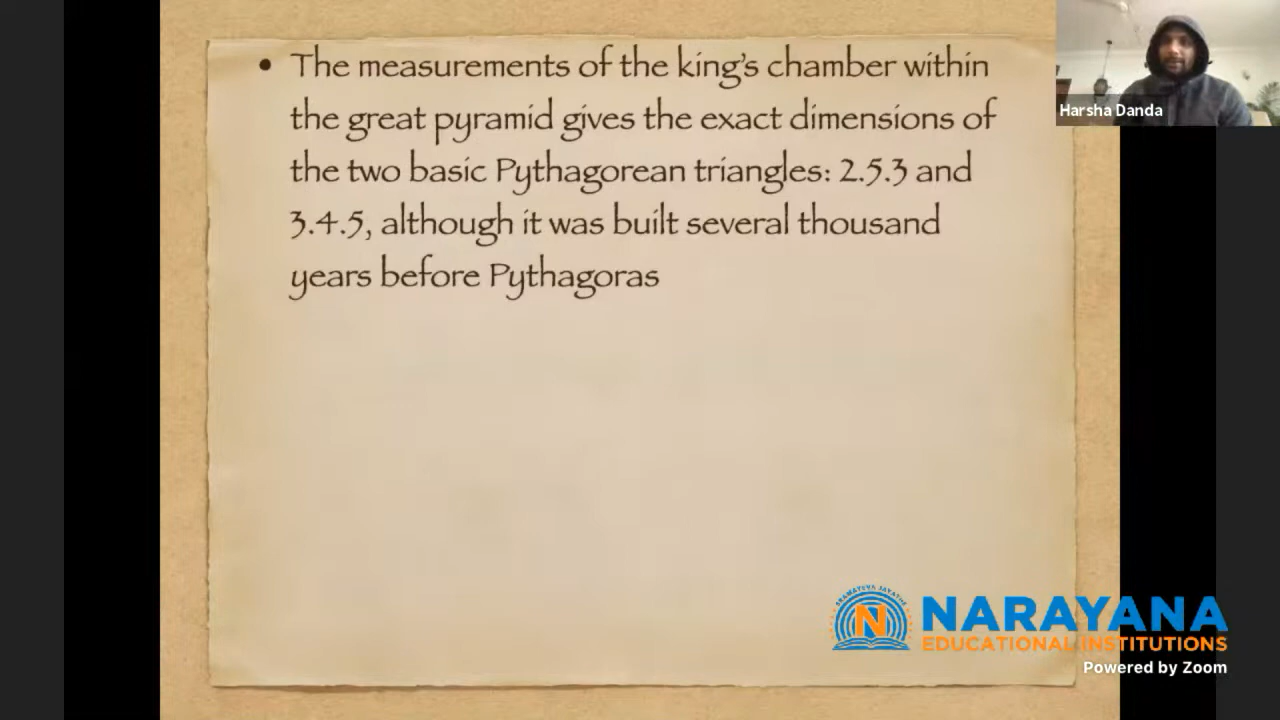 • The measurements of the king's chamber within
the great pyramid gives the exact dimensions of
the two basic Pythagorean triangles: 2.5.3 and
3.4.5, although it was built several thousand
years before Pythagoras
Harsha Danda
N
NARAYANA
EDUCATIONAL INSTITUTIONS
Powered by Zoom